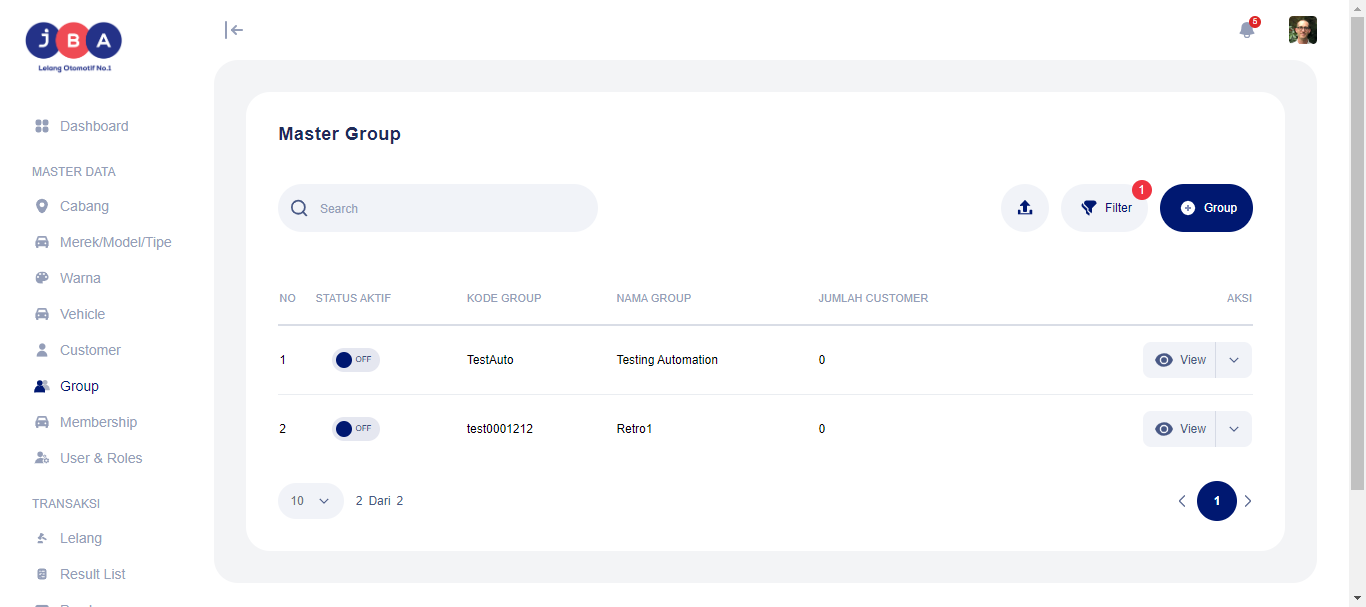 JBA
Lelang Otomotif No.1
5
Dashboard
MASTER DATA
Cabang
Merek/Model/Tipe
Warna
Vehicle
Customer
Group
Membership
User & Roles
TRANSAKSI
Lelang
Result List
Master Group
Search
1
Filter
Group
NO STATUS AKTIF KODE GROUP NAMA GROUP JUMLAH CUSTOMER AKSI
1 OFF TestAuto Testing Automation 0 View
2 OFF test0001212 Retro1 0 View
10 2 Dari 2 1